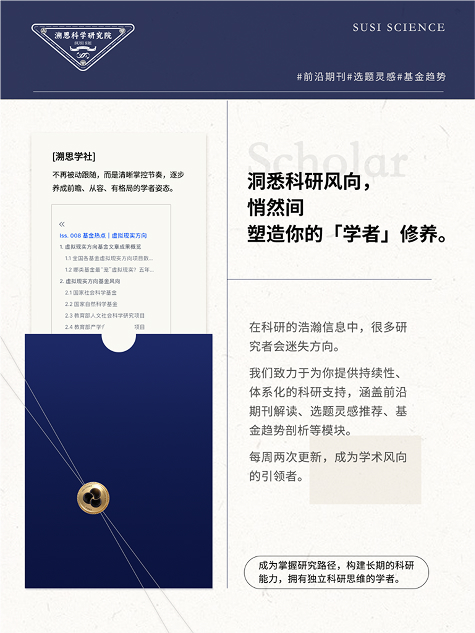 溯思科学研究院
SUSI SCIENCE
#前沿期刊#选题灵感#基金趋势
[溯思学社]
不再被动跟随，而是清晰掌控节奏，逐步
养成前瞻、从容、有格局的学者姿态。
Iss. 008 基金热点｜虚拟现实方向
1. 虚拟现实方向基金文章成果概览
1.1 全国各基金虚拟现实方向项目数...
1.2 哪类基金最“宠”虚拟现实？五年...
2. 虚拟现实方向基金风向
2.1 国家社会科学基金
2.2 国家自然科学基金
2.3 教育部人文社会科学研究项目
2.4 教育部产学 项目
Scholar
洞悉科研风向，
悄然间
塑造你的「学者」修养。
在科研的浩瀚信息中，很多研
究者会迷失方向。
我们致力于为你提供持续性、
体系化的科研支持，涵盖前沿
期刊解读、选题灵感推荐、基
金趋势剖析等模块。
每周两次更新，成为学术风向
的引领者。
成为掌握研究路径，构建长期的科研
能力，拥有独立科研思维的学者。